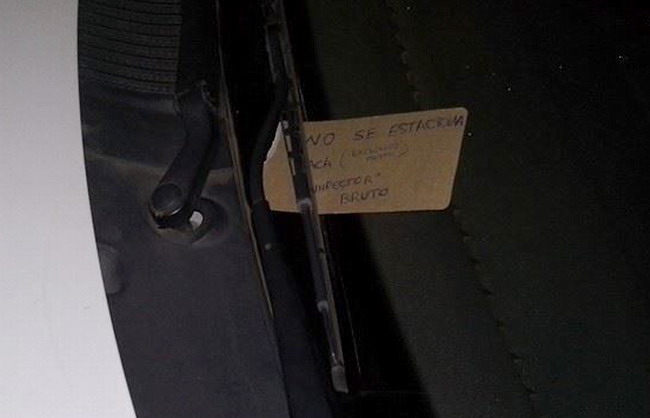 NO SE ESTACIONA
ACA (
INSPECTOR"
BRUTO